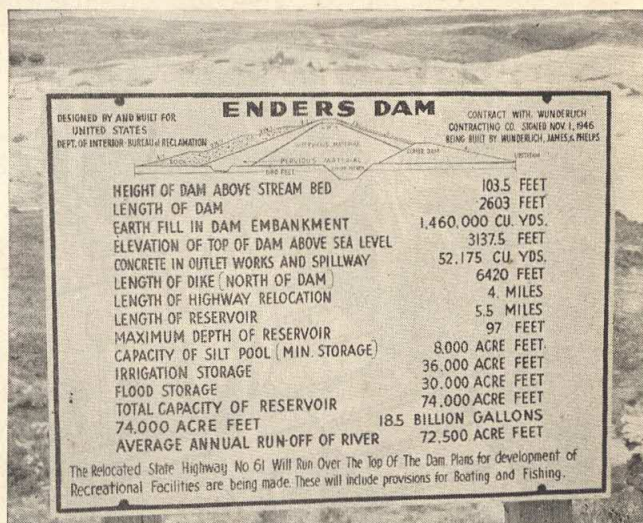 ENDERS DAM
DESIGNED BY AND BUILT FOR
UNITED STATES
DEPT. OF INTERIOR-BUREAU of RECLAMATION
CONTRACT WITH WUNDERLICH
CONTRACTING CO. SIGNED NOV. 1, 1946
BEING BUILT BY WUNDERLICH, JAMES, & PHELPS
IMPERVIOUS MATERIAL
PERVIOUS MATERIAL
UPSTREAM
HEIGHT OF DAM ABOVE STREAM BED 103.5 FEET
LENGTH OF DAM 2603 FEET
EARTH FILL IN DAM EMBANKMENT 1,460,000 CU. YDS.
ELEVATION OF TOP OF DAM ABOVE SEA LEVEL 3137.5 FEET
CONCRETE IN OUTLET WORKS AND SPILLWAY 52,175 CU. YDS.
LENGTH OF DIKE (NORTH OF DAM) 6420 FEET
LENGTH OF HIGHWAY RELOCATION 4. MILES
LENGTH OF RESERVOIR 5.5 MILES
MAXIMUM DEPTH OF RESERVOIR 97 FEET
CAPACITY OF SILT POOL (MIN. STORAGE) 8,000 ACRE FEET
IRRIGATION STORAGE 36,000 ACRE FEET
FLOOD STORAGE 30,000 ACRE FEET
TOTAL CAPACITY OF RESERVOIR 74,000 ACRE FEET
74,000 ACRE FEET 18.5 BILLION GALLONS
AVERAGE ANNUAL RUN-OFF OF RIVER 72,500 ACRE FEET
The Relocated State Highway No 61 Will Run Over The Top Of The Dam. Plans for development of
Recreational Facilities are being made. These will include provisions for Boating and Fishing.